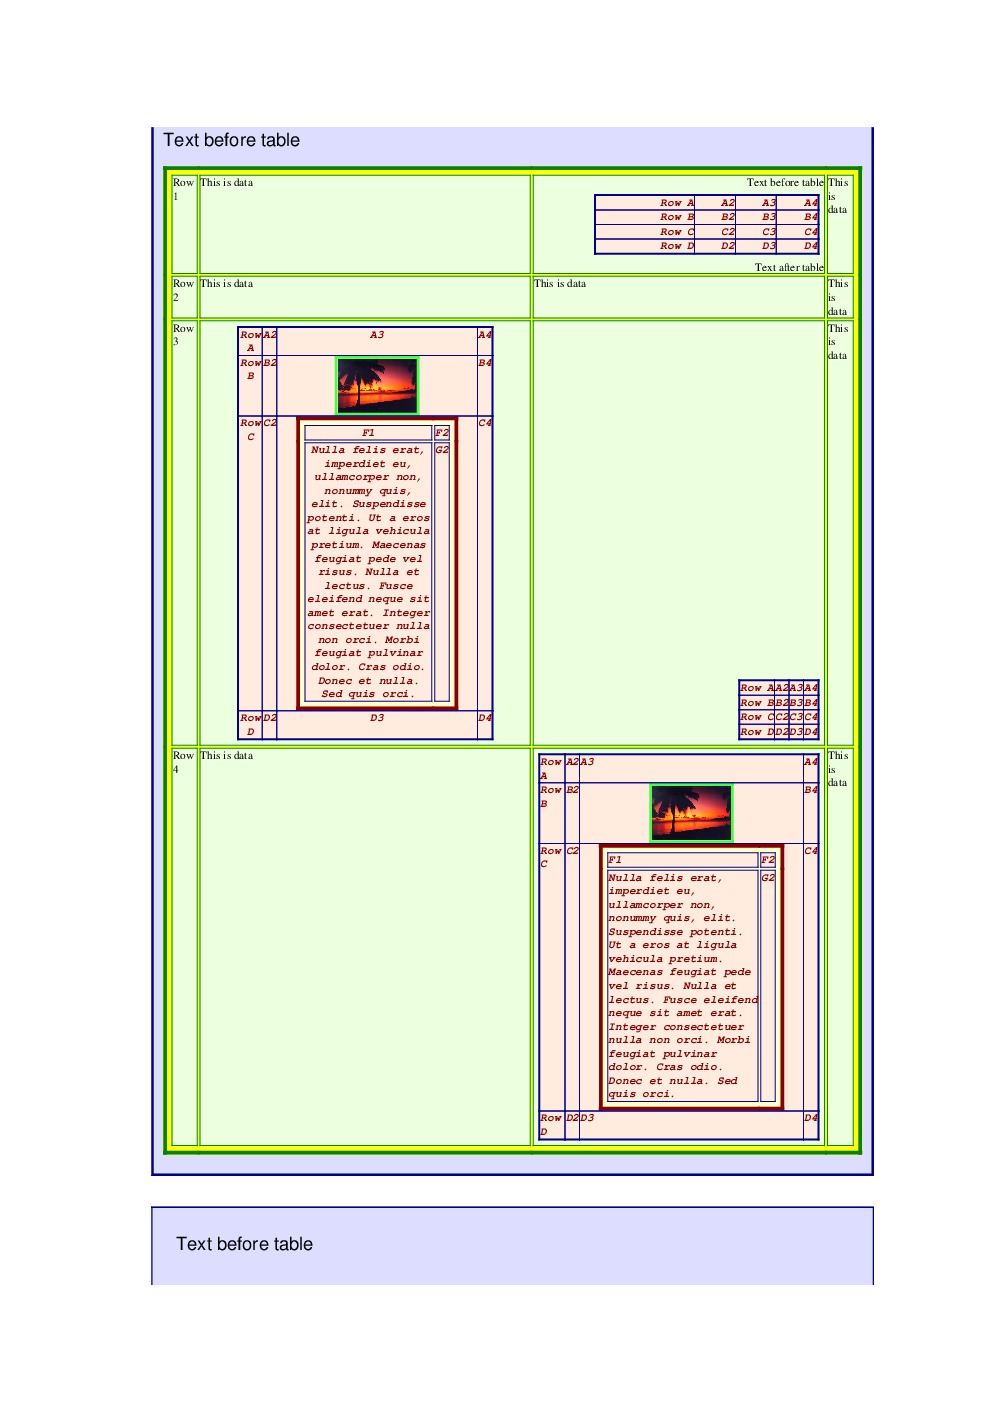 Text before table
Row
1
This is data
Text before table
Row A A2 A3 A4
Row B B2 B3 B4
Row C C2 C3 C4
Row D D2 D3 D4
Text after table
This
is
data
Row
2
This is data
This is data
This
is
data
Row
3
Row
A
A2
A3
A4
Row
B
B2
B4
Row
C
C2
F1
F2
Nulla felis erat,
imperdiet eu,
ullamcorper non,
nonummy quis,
elit. Suspendisse
potenti. Ut a eros
at ligula vehicula
pretium. Maecenas
feugiat pede vel
risus. Nulla et
lectus. Fusce
eleifend neque sit
amet erat. Integer
consectetuer nulla
non orci. Morbi
feugiat pulvinar
dolor. Cras odio.
Donec et nulla.
Sed quis orci.
G2
C4
Row
D
D2
D3
D4
Row A A2 A3 A4
Row B B2 B3 B4
Row C C2 C3 C4
Row D D2 D3 D4
This
is
data
Row
4
This is data
Row
A
A2
A3
A4
Row
B
B2
B4
Row
C
C2
F1
F2
Nulla felis erat,
imperdiet eu,
ullamcorper non,
nonummy quis, elit.
Suspendisse potenti.
Ut a eros at ligula
vehicula pretium.
Maecenas feugiat pede
vel risus. Nulla et
lectus. Fusce eleifend
neque sit amet erat.
Integer consectetuer
nulla non orci. Morbi
feugiat pulvinar
dolor. Cras odio.
Donec et nulla. Sed
quis orci.
G2
C4
Row
D
D2
D3
D4
This
is
data
Text before table